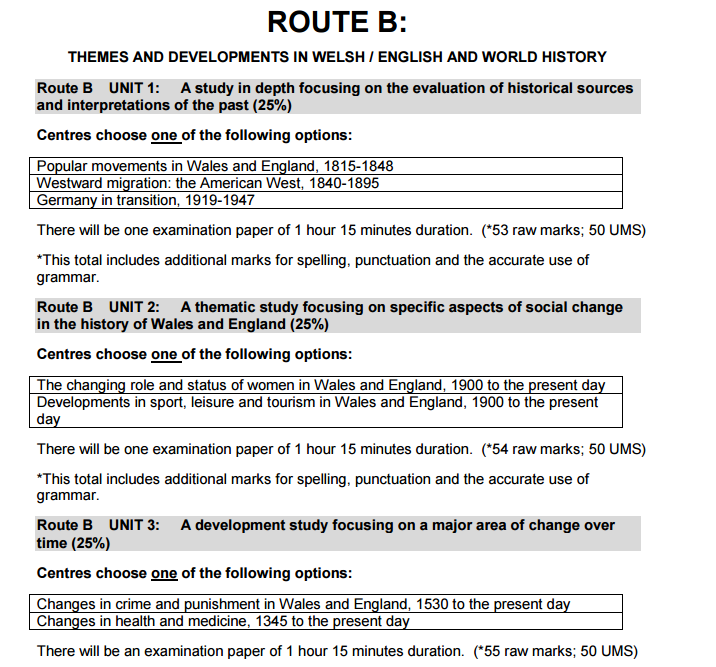 ROUTE B:
THEMES AND DEVELOPMENTS IN WELSH / ENGLISH AND WORLD HISTORY
Route B UNIT 1: A study in depth focusing on the evaluation of historical sources
and interpretations of the past (25%)
Centres choose one of the following options:
Popular movements in Wales and England, 1815-1848
Westward migration: the American West, 1840-1895
Germany in transition, 1919-1947
There will be one examination paper of 1 hour 15 minutes duration. (*53 raw marks; 50 UMS)
*This total includes additional marks for spelling, punctuation and the accurate use of
grammar.
Route B UNIT 2: A thematic study focusing on specific aspects of social change
in the history of Wales and England (25%)
Centres choose one of the following options:
The changing role and status of women in Wales and England, 1900 to the present day
Developments in sport, leisure and tourism in Wales and England, 1900 to the present
day
There will be one examination paper of 1 hour 15 minutes duration. (*54 raw marks; 50 UMS)
*This total includes additional marks for spelling, punctuation and the accurate use of
grammar.
Route B UNIT 3: A development study focusing on a major area of change over
time (25%)
Centres choose one of the following options:
Changes in crime and punishment in Wales and England, 1530 to the present day
Changes in health and medicine, 1345 to the present day
There will be an examination paper of 1 hour 15 minutes duration. (*55 raw marks; 50 UMS)